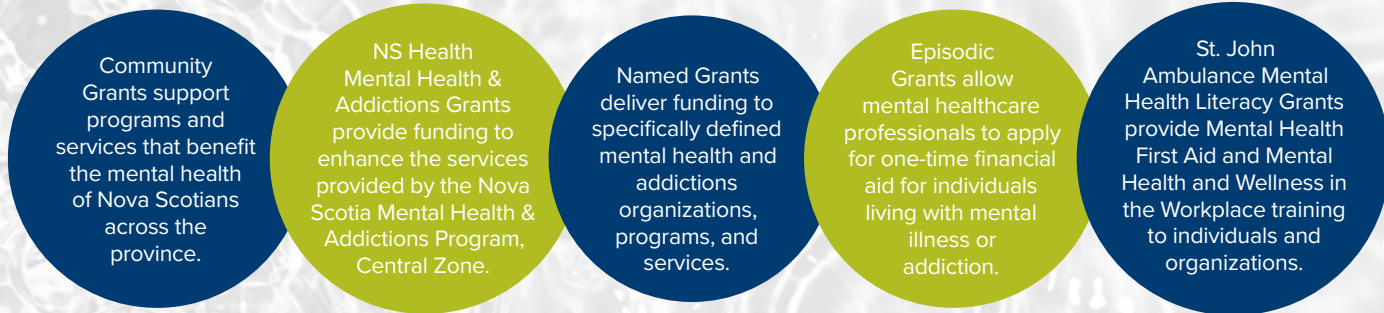 Community
Grants support
programs and
services that benefit
the mental health
of Nova Scotians
across the
province.
NS Health
Mental Health &
Addictions Grants
provide funding to
enhance the services
provided by the Nova
Scotia Mental Health &
Addictions Program,
Central Zone.
Named Grants
deliver funding to
specifically defined
mental health and
addictions
organizations,
programs, and
services.
Episodic
Grants allow
mental healthcare
professionals to apply
for one-time financial
aid for individuals
living with mental
illness or
addiction.
St. John
Ambulance Mental
Health Literacy Grants
provide Mental Health
First Aid and Mental
Health and Wellness in
the Workplace training
to individuals and
organizations.